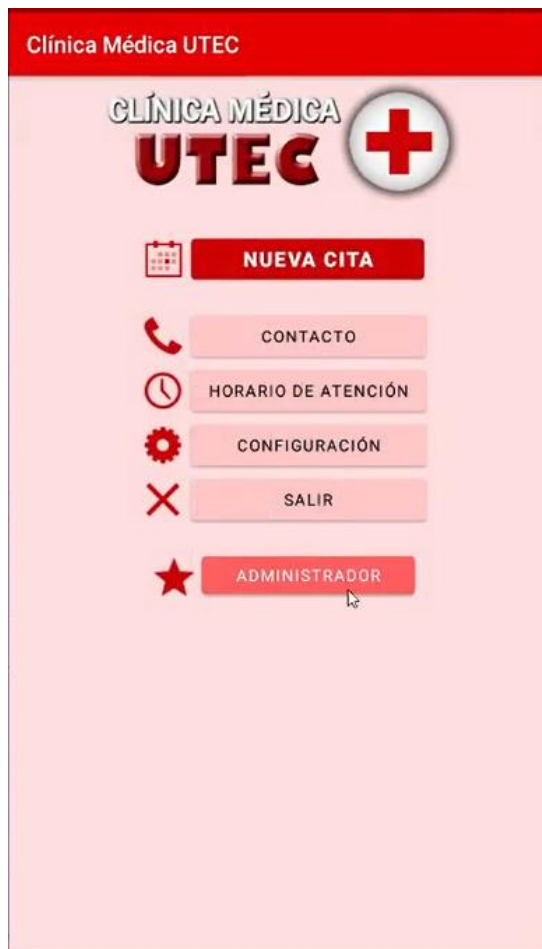 Clínica Médica UTEC
CLÍNICA MÉDICA
UTEC
NUEVA CITA
CONTACTO
HORARIO DE ATENCIÓN
CONFIGURACIÓN
SALIR
ADMINISTRADOR